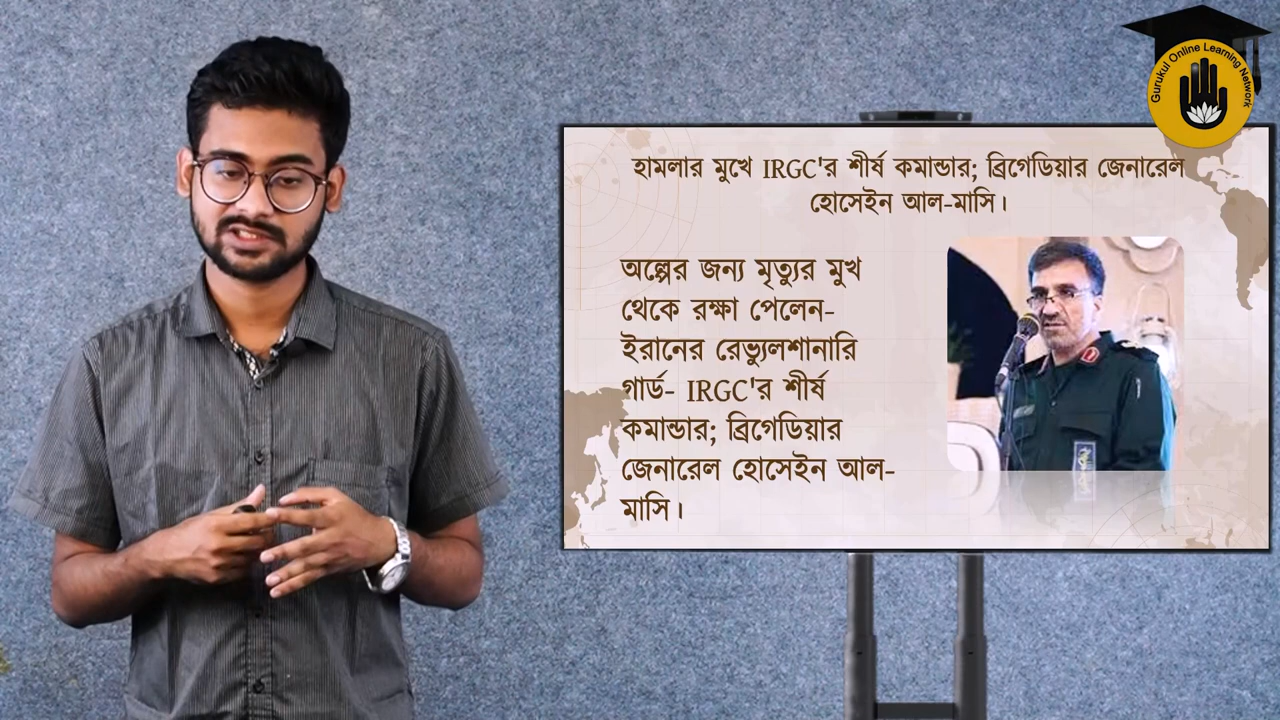 Gurukul Online Learning Network
হামলার মুখে IRGC'র শীর্ষ কমান্ডার; ব্রিগেডিয়ার জেনারেল
হোসেইন আল-মাসি।
অল্পের জন্য মৃত্যুর মুখ
থেকে রক্ষা পেলেন-
ইরানের রেভ্যুলশানারি
গার্ড- IRGC'র শীর্ষ
কমান্ডার; ব্রিগেডিয়ার
জেনারেল হোসেইন আল-
মাসি।